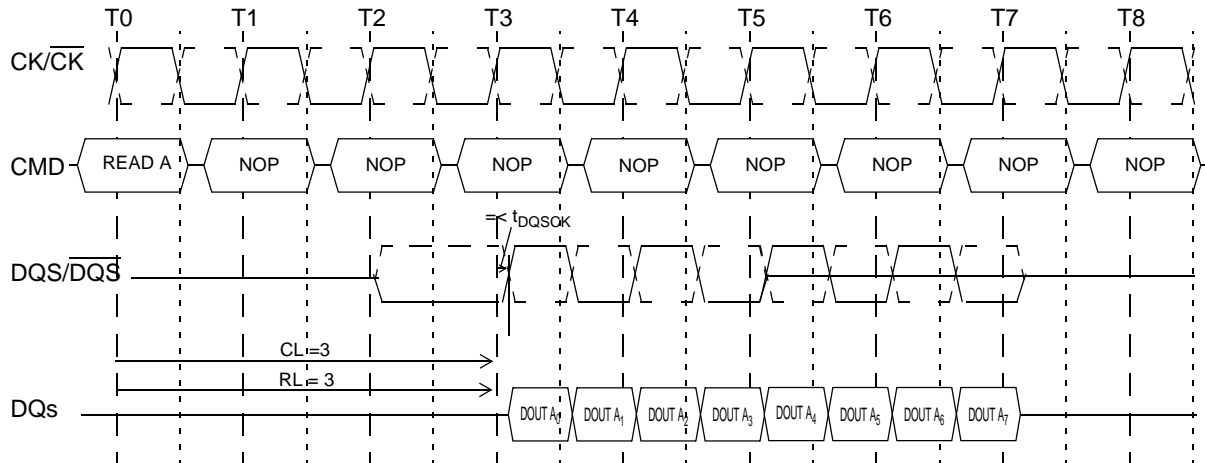 T0 T1 T2 T3 T4 T5 T6 T7 T8
CK/CK
CMD READ A NOP NOP NOP NOP NOP NOP NOP NOP
=< tDQSCK
DQS/DQS
CL =3
RL = 3
DQs DOUT A0 DOUT A1 DOUT A2 DOUT A3 DOUT A4 DOUT A5 DOUT A6 DOUT A7